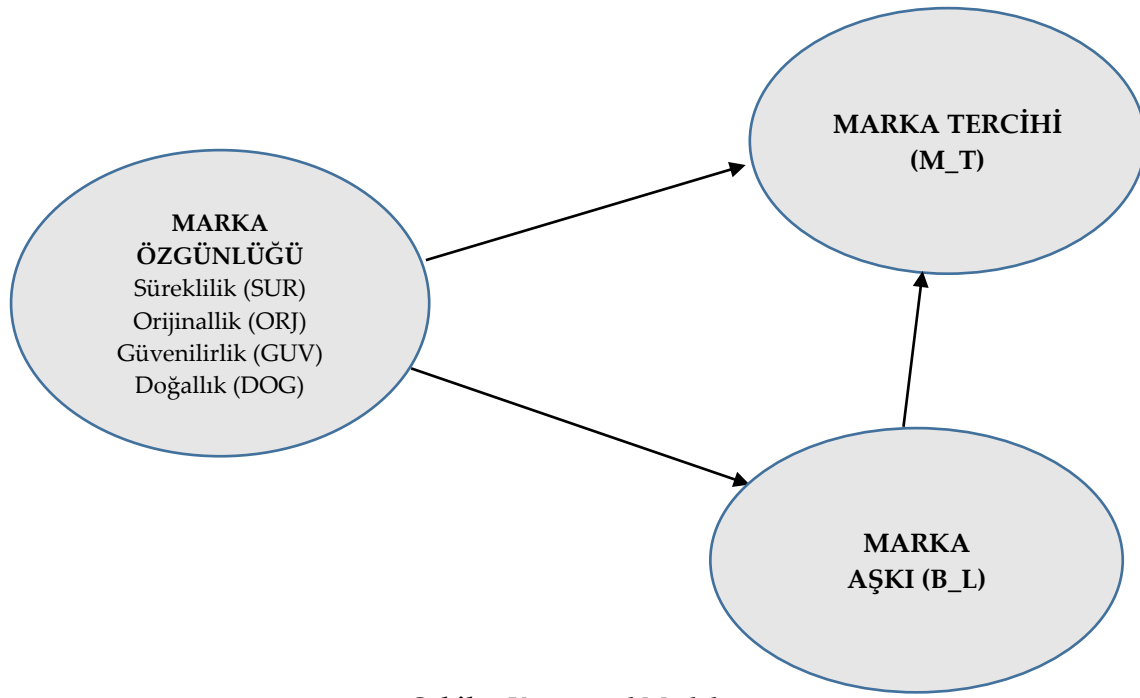 MARKA TERCİHİ
(M_T)
MARKA
ÖZGÜNLÜĞÜ
Süreklilik (SUR)
Orijinallik (ORJ)
Güvenilirlik (GUV)
Doğallık (DOG)
MARKA
AŞKI (B_L)